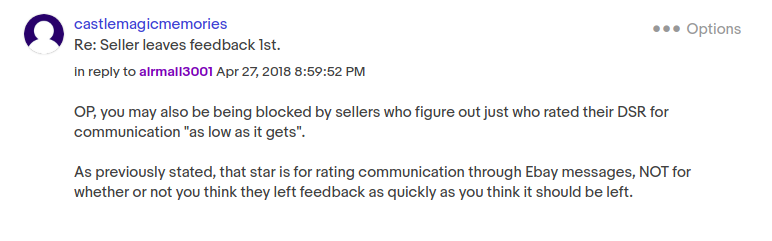 castlemagicmemories
Re: Seller leaves feedback 1st.
Options
in reply to airmail3001 Apr 27, 2018 8:59:52 PM
OP, you may also be being blocked by sellers who figure out just who rated their DSR for
communication "as low as it gets".
As previously stated, that star is for rating communication through Ebay messages, NOT for
whether or not you think they left feedback as quickly as you think it should be left.